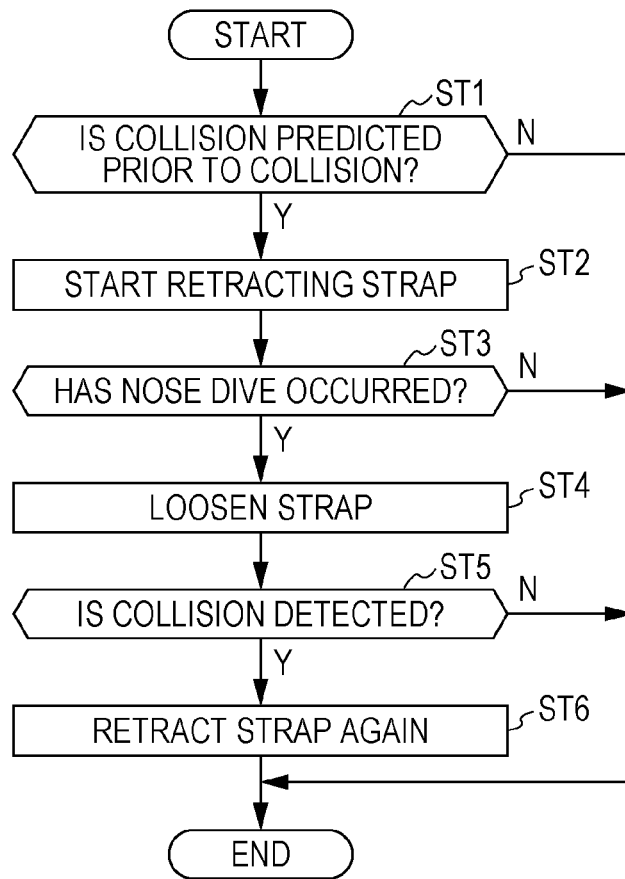 START
ST1
IS COLLISION PREDICTED
PRIOR TO COLLISION?
N
Y
ST2
START RETRACTING STRAP
ST3
HAS NOSE DIVE OCCURRED?
N
Y
ST4
LOOSEN STRAP
ST5
IS COLLISION DETECTED?
N
Y
ST6
RETRACT STRAP AGAIN
END